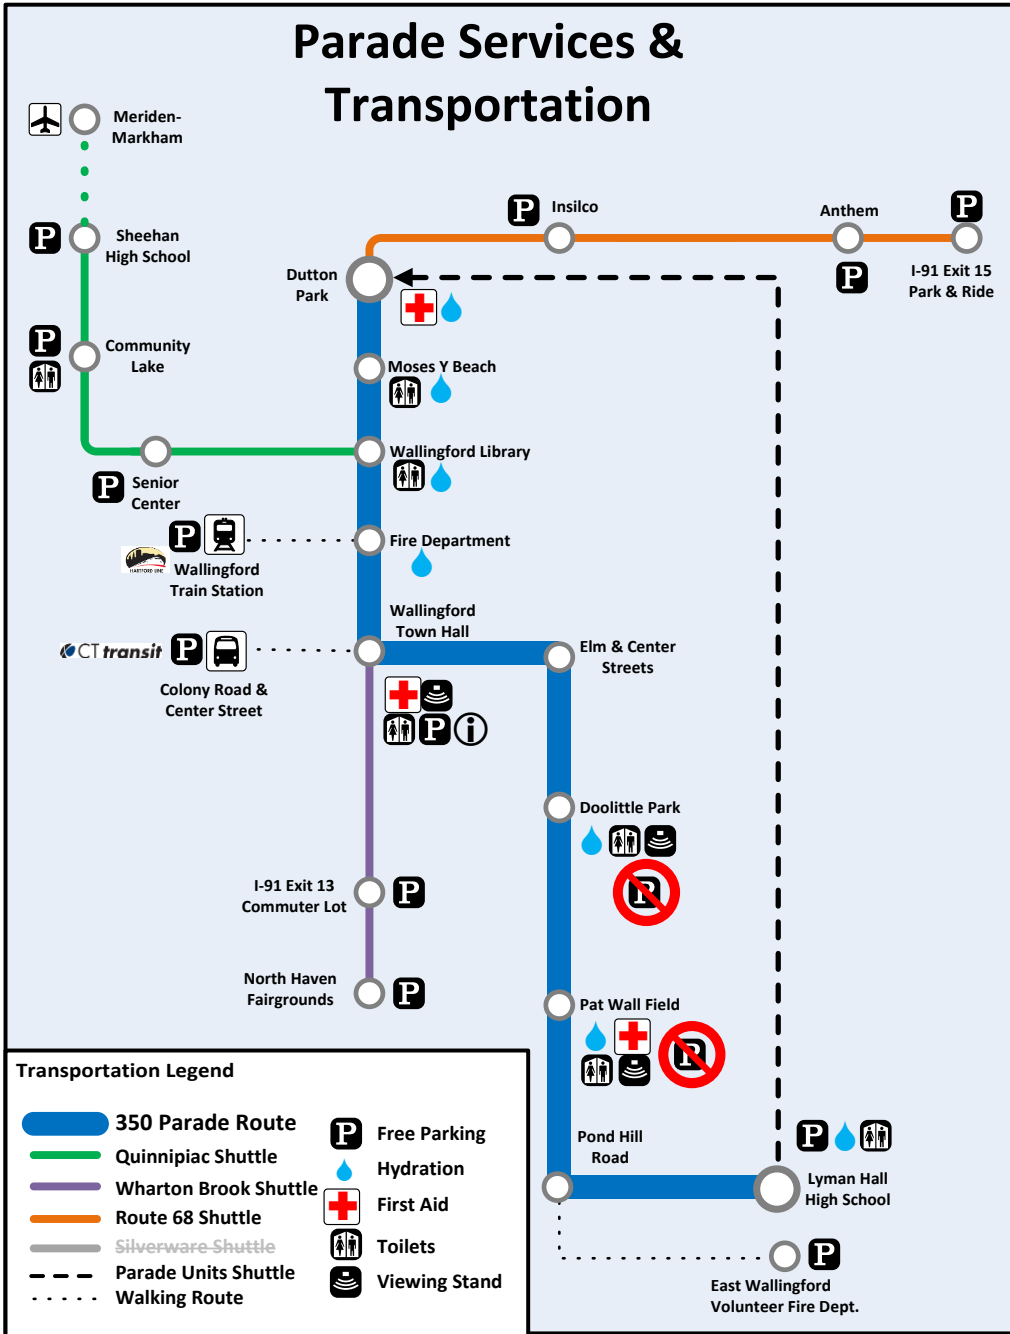 Parade Services &
Transportation
Meriden-
Markham
P
Sheehan
High School
P
Community
Lake
P
Senior
Center
P
Insilco
Anthem
P
P
I-91 Exit 15
Park & Ride
Dutton
Park
Moses Y Beach
Wallingford Library
Fire Department
P
HARTFORD LINE
Wallingford
Train Station
Wallingford
Town Hall
CTtransit
P
Colony Road &
Center Street
P
i
Elm & Center
Streets
Doolittle Park
P
I-91 Exit 13
Commuter Lot
P
North Haven
Fairgrounds
P
Pat Wall Field
P
Pond Hill
Road
P
Lyman Hall
High School
P
East Wallingford
Volunteer Fire Dept.
Transportation Legend
350 Parade Route
Quinnipiac Shuttle
Wharton Brook Shuttle
Route 68 Shuttle
Silverware Shuttle
Parade Units Shuttle
Walking Route
P
Free Parking
Hydration
First Aid
Toilets
Viewing Stand